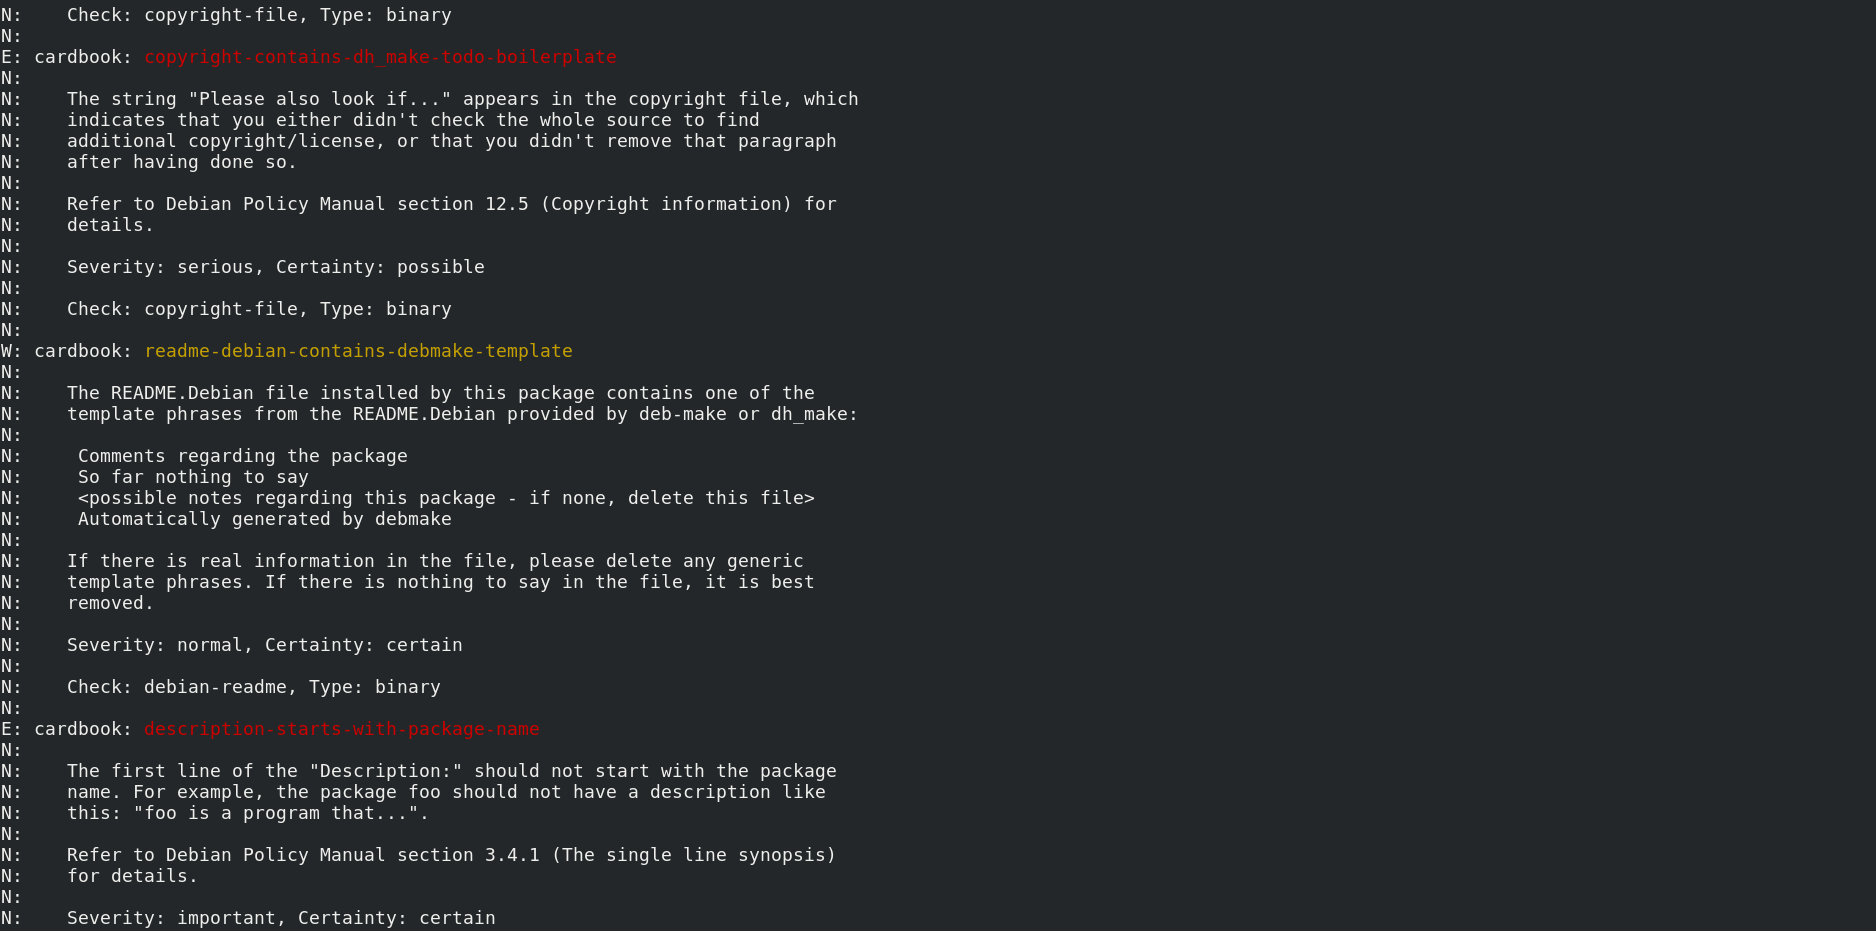 N:    Check: copyright-file, Type: binary
N:
E: cardbook: copyright-contains-dh_make-todo-boilerplate
N:
N:    The string "Please also look if..." appears in the copyright file, which
N:    indicates that you either didn't check the whole source to find
N:    additional copyright/license, or that you didn't remove that paragraph
N:    after having done so.
N:
N:    Refer to Debian Policy Manual section 12.5 (Copyright information) for
N:    details.
N:
N:    Severity: serious, Certainty: possible
N:
N:    Check: copyright-file, Type: binary
N:
W: cardbook: readme-debian-contains-debmake-template
N:
N:    The README.Debian file installed by this package contains one of the
N:    template phrases from the README.Debian provided by deb-make or dh_make:
N:
N:     Comments regarding the package
N:     So far nothing to say
N:     <possible notes regarding this package - if none, delete this file>
N:     Automatically generated by debmake
N:
N:    If there is real information in the file, please delete any generic
N:    template phrases. If there is nothing to say in the file, it is best
N:    removed.
N:
N:    Severity: normal, Certainty: certain
N:
N:    Check: debian-readme, Type: binary
N:
E: cardbook: description-starts-with-package-name
N:
N:    The first line of the "Description:" should not start with the package
N:    name. For example, the package foo should not have a description like
N:    this: "foo is a program that...".
N:
N:    Refer to Debian Policy Manual section 3.4.1 (The single line synopsis)
N:    for details.
N:
N:    Severity: important, Certainty: certain